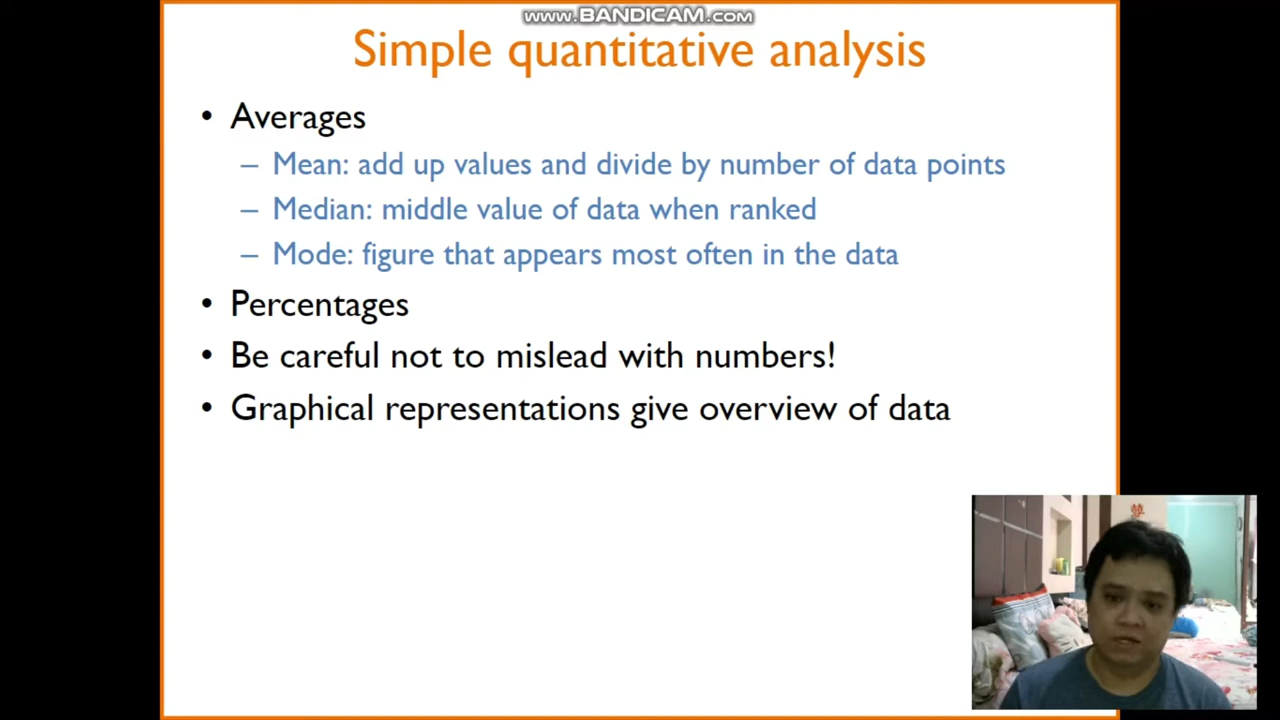 www.BANDICAM.com
Simple quantitative analysis
• Averages
– Mean: add up values and divide by number of data points
– Median: middle value of data when ranked
– Mode: figure that appears most often in the data
• Percentages
• Be careful not to mislead with numbers!
• Graphical representations give overview of data